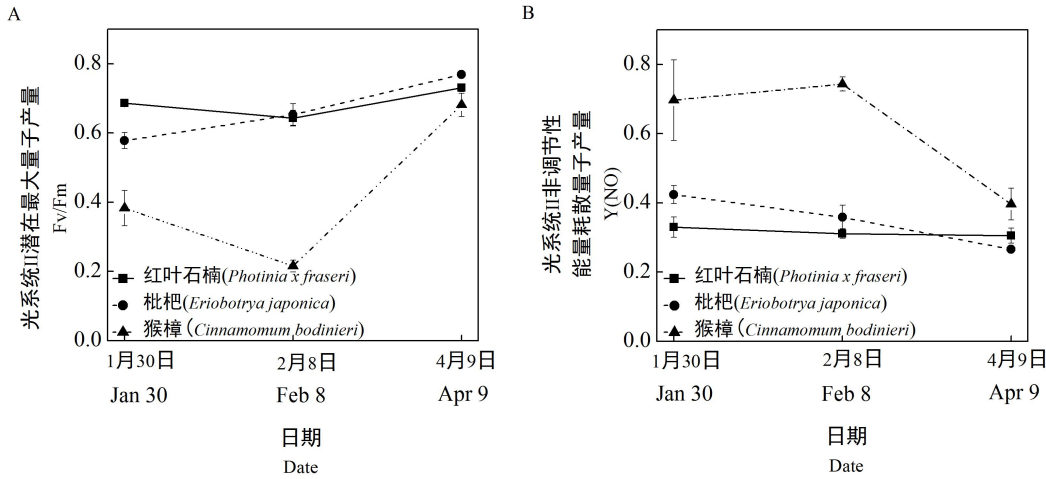 A
光系统II潜在最大量子产量
Fv/Fm
0.8
0.6
0.4
0.2
0.0
红叶石楠(Photinia x fraseri)
枇杷(Eriobotrya japonica)
猴樟（Cinnamomum bodinieri)
1月30日 2月8日 4月9日
Jan 30 Feb 8 Apr 9
日期
Date
B
光系统II非调节性
能量耗散量子产量
Y(NO)
0.8
0.6
0.4
0.2
0.0
红叶石楠(Photinia x fraseri)
枇杷(Eriobotrya japonica)
猴樟（Cinnamomum bodinieri)
1月30日 2月8日 4月9日
Jan 30 Feb 8 Apr 9
日期
Date